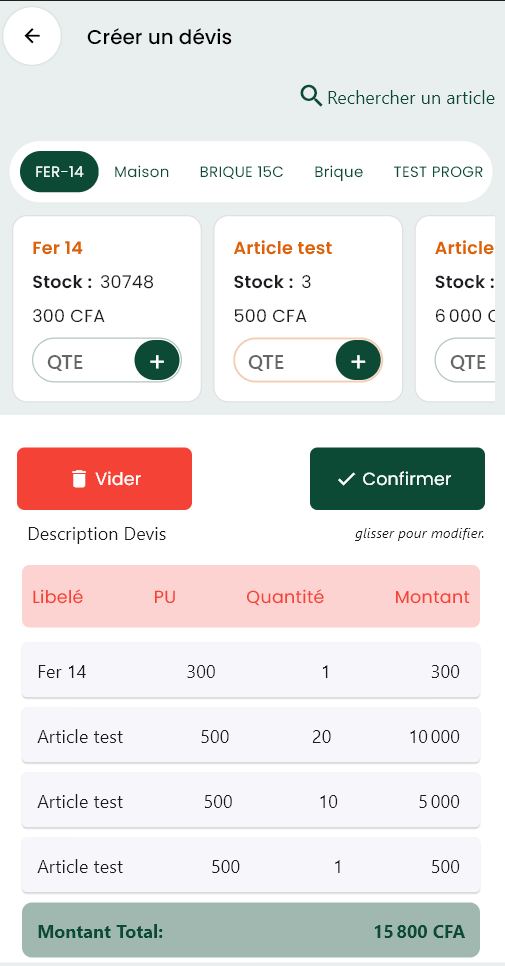 Créer un dévis
Rechercher un article
FER-14 Maison BRIQUE 15C Brique TEST PROGR
Fer 14 Article test Article
Stock : 30748 Stock : 3 Stock :
300 CFA 500 CFA 6 000 C
QTE + QTE + QTE
Vider Confirmer
Description Devis glisser pour modifier.
Libelé PU Quantité Montant
Fer 14 300 1 300
Article test 500 20 10 000
Article test 500 10 5 000
Article test 500 1 500
Montant Total: 15 800 CFA